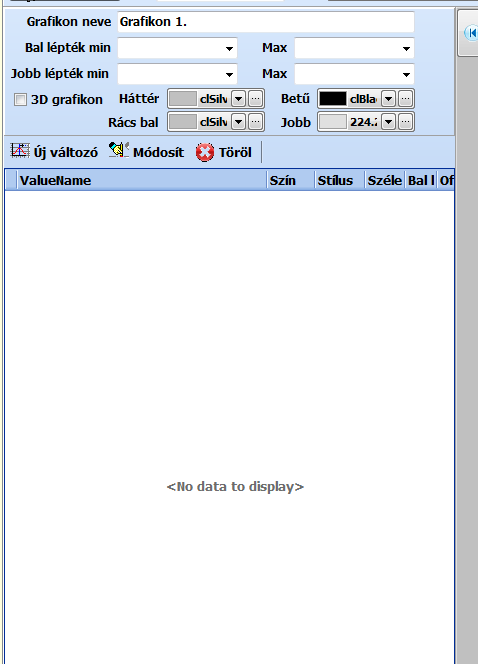 Grafikon neve Grafikon 1.
Bal lépték min Max
Jobb lépték min Max
3D grafikon Háttér clSilv Betű clBla
Rács bal clSilv Jobb 224.2
Új változó Módosít Töröl
ValueName Szín Stílus Széle Bal l Of
<No data to display>